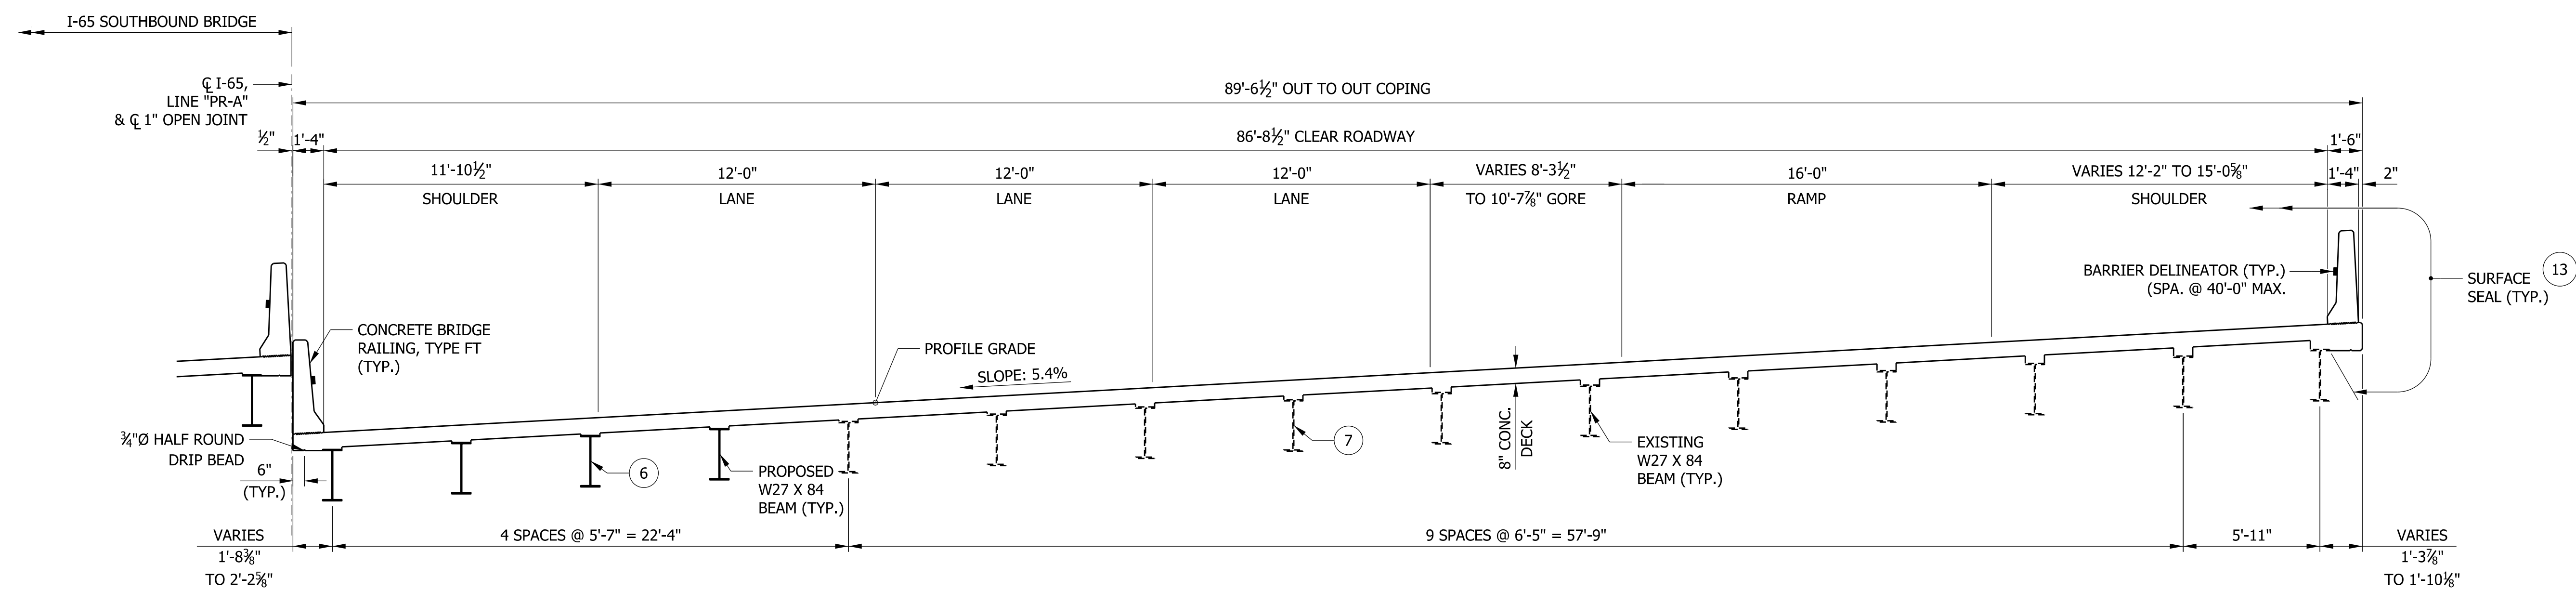 I-65 SOUTHBOUND BRIDGE
℄ I-65,
LINE "PR-A"
& ℄ 1" OPEN JOINT
89'-6½" OUT TO OUT COPING
½"
1'-4"
86'-8½" CLEAR ROADWAY
1'-6"
11'-10½"
SHOULDER
12'-0"
LANE
12'-0"
LANE
12'-0"
LANE
VARIES 8'-3½"
TO 10'-7⅞" GORE
16'-0"
RAMP
VARIES 12'-2" TO 15'-0⅝"
SHOULDER
1'-4"
2"
BARRIER DELINEATOR (TYP.)
(SPA. @ 40'-0" MAX.
SURFACE
SEAL (TYP.)
13
CONCRETE BRIDGE
RAILING, TYPE FT
(TYP.)
PROFILE GRADE
SLOPE: 5.4%
¾"Ø HALF ROUND
DRIP BEAD
6"
(TYP.)
6
PROPOSED
W27 X 84
BEAM (TYP.)
7
8" CONC.
DECK
EXISTING
W27 X 84
BEAM (TYP.)
VARIES
1'-8⅜"
TO 2'-2⅝"
4 SPACES @ 5'-7" = 22'-4"
9 SPACES @ 6'-5" = 57'-9"
5'-11"
VARIES
1'-3⅞"
TO 1'-10⅛"